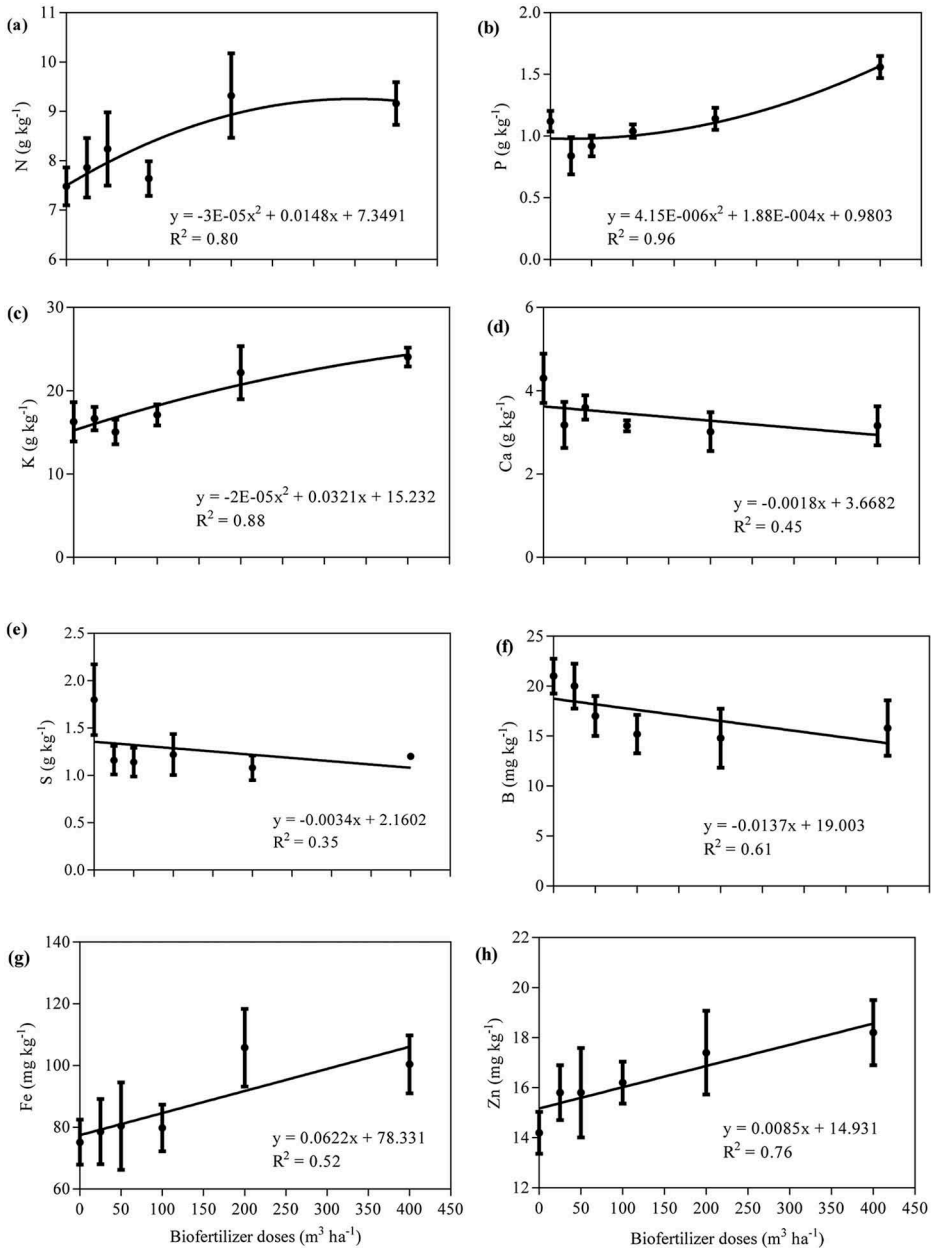 (a)
11
10
9
8
7
6
N (g kg⁻¹)
y = -3E-05x² + 0.0148x + 7.3491
R² = 0.80
(b)
2.0
1.5
1.0
0.5
0.0
P (g kg⁻¹)
y = 4.15E-006x² + 1.88E-004x + 0.9803
R² = 0.96
(c)
30
20
10
0
K (g kg⁻¹)
y = -2E-05x² + 0.0321x + 15.232
R² = 0.88
(d)
6
4
2
0
Ca (g kg⁻¹)
y = -0.0018x + 3.6682
R² = 0.45
(e)
2.5
2.0
1.5
1.0
0.5
0.0
S (g kg⁻¹)
y = -0.0034x + 2.1602
R² = 0.35
(f)
25
20
15
10
5
0
B (mg kg⁻¹)
y = -0.0137x + 19.003
R² = 0.61
(g)
140
120
100
80
60
Fe (mg kg⁻¹)
y = 0.0622x + 78.331
R² = 0.52
0 50 100 150 200 250 300 350 400 450
Biofertilizer doses (m³ ha⁻¹)
(h)
22
20
18
16
14
12
Zn (mg kg⁻¹)
y = 0.0085x + 14.931
R² = 0.76
0 50 100 150 200 250 300 350 400 450
Biofertilizer doses (m³ ha⁻¹)